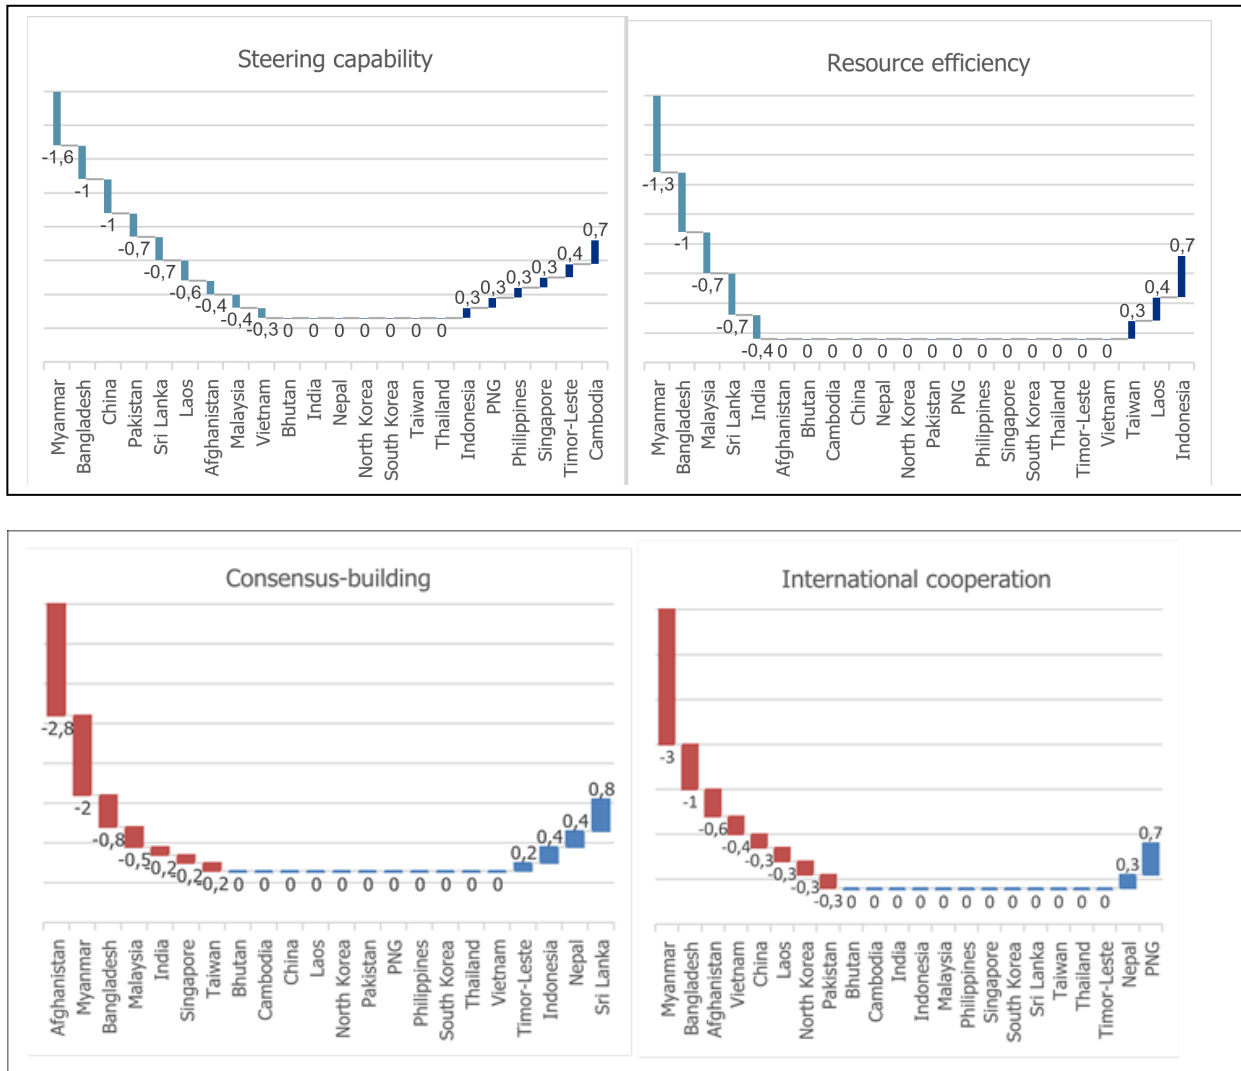 Steering capability
-1,6
-1
-1
-0,7
-0,7
-0,6
-0,4
-0,4
-0,3
0
0
0
0
0
0
0
0,3
0,3
0,3
0,3
0,4
0,7
Myanmar
Bangladesh
China
Pakistan
Sri Lanka
Laos
Afghanistan
Malaysia
Vietnam
Bhutan
India
Nepal
North Korea
South Korea
Taiwan
Thailand
Indonesia
PNG
Philippines
Singapore
Timor-Leste
Cambodia
Resource efficiency
-1,3
-1
-0,7
-0,7
-0,4
0
0
0
0
0
0
0
0
0
0
0
0
0
0
0,3
0,4
0,7
Myanmar
Bangladesh
Malaysia
Sri Lanka
India
Afghanistan
Bhutan
Cambodia
China
Nepal
North Korea
Pakistan
PNG
Philippines
Singapore
South Korea
Thailand
Timor-Leste
Vietnam
Taiwan
Laos
Indonesia
Consensus-building
-2,8
-2
-0,8
-0,5
-0,2
-0,2
-0,2
0
0
0
0
0
0
0
0
0
0
0
0,2
0,4
0,4
0,8
Afghanistan
Myanmar
Bangladesh
Malaysia
India
Singapore
Taiwan
Bhutan
Cambodia
China
Laos
North Korea
Pakistan
PNG
Philippines
South Korea
Thailand
Vietnam
Timor-Leste
Indonesia
Nepal
Sri Lanka
International cooperation
-3
-1
-0,6
-0,4
-0,3
-0,3
-0,3
-0,3
0
0
0
0
0
0
0
0
0
0
0
0
0,3
0,7
Myanmar
Bangladesh
Afghanistan
Vietnam
China
Laos
North Korea
Pakistan
Bhutan
Cambodia
India
Indonesia
Malaysia
Philippines
Singapore
South Korea
Sri Lanka
Taiwan
Thailand
Timor-Leste
Nepal
PNG